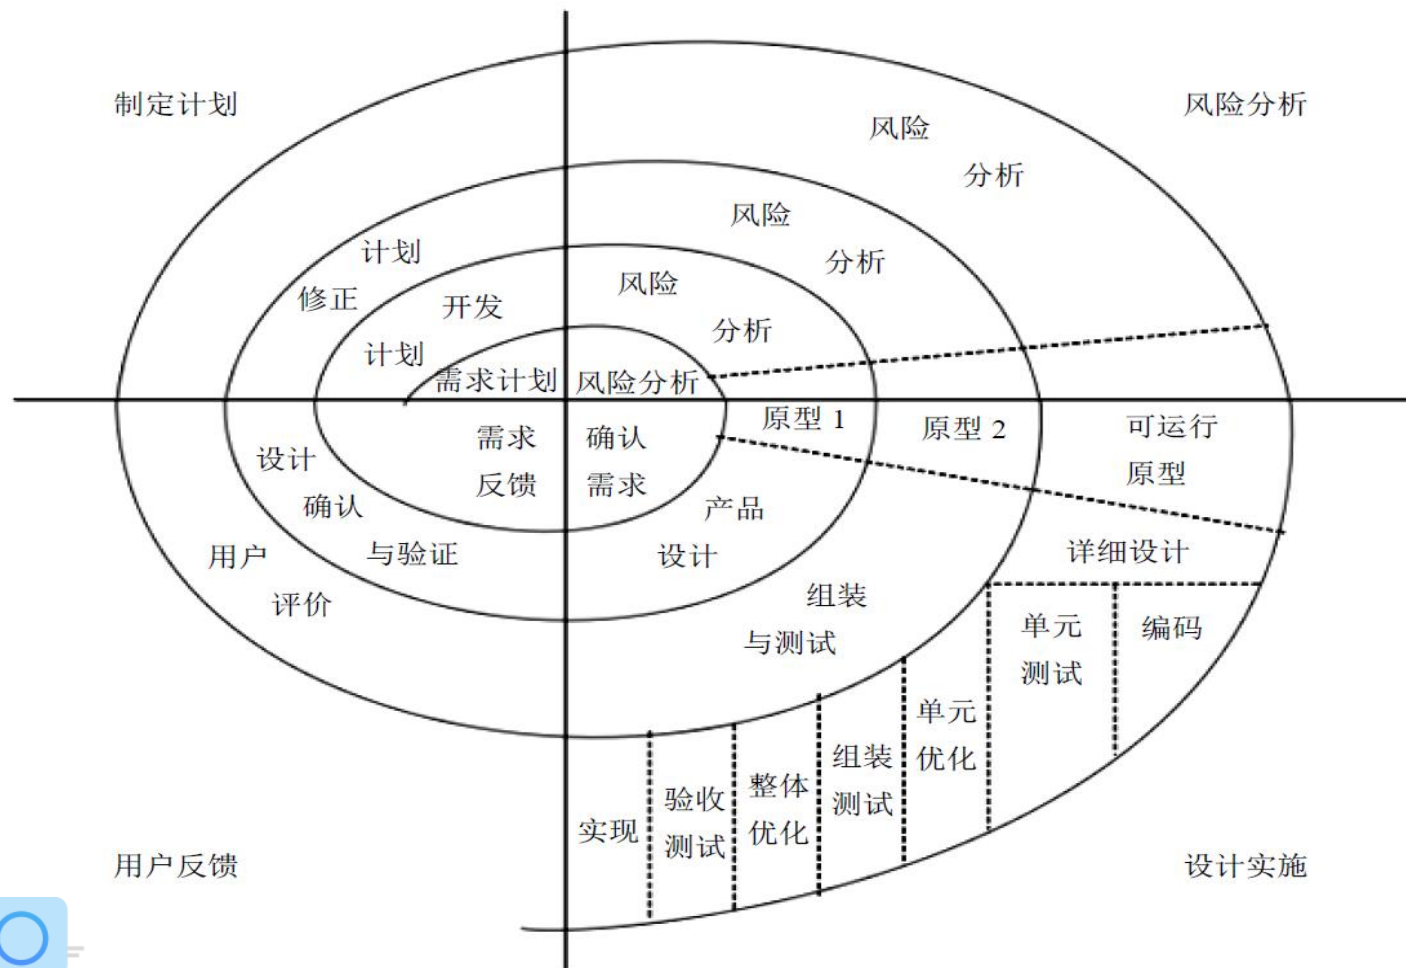 制定计划
风险分析
风险
分析
风险
分析
计划
修正
风险
分析
开发
计划
需求计划
风险分析
原型 1
原型 2
可运行
原型
需求
反馈
确认
需求
设计
确认
与验证
产品
设计
用户
评价
详细设计
组装
与测试
单元
测试
编码
单元
优化
组装
测试
整体
优化
验收
测试
实现
用户反馈
设计实施